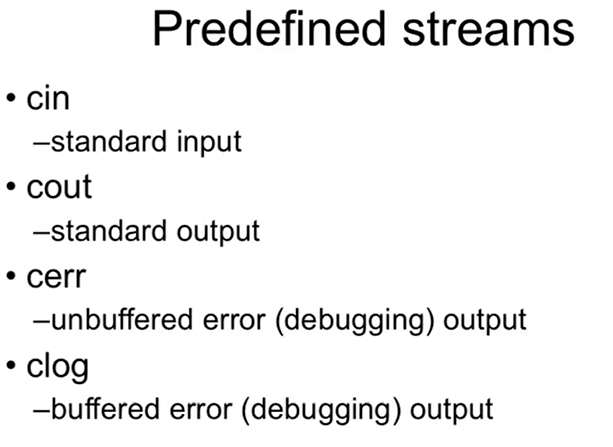 Predefined streams
• cin
–standard input
• cout
–standard output
• cerr
–unbuffered error (debugging) output
• clog
–buffered error (debugging) output